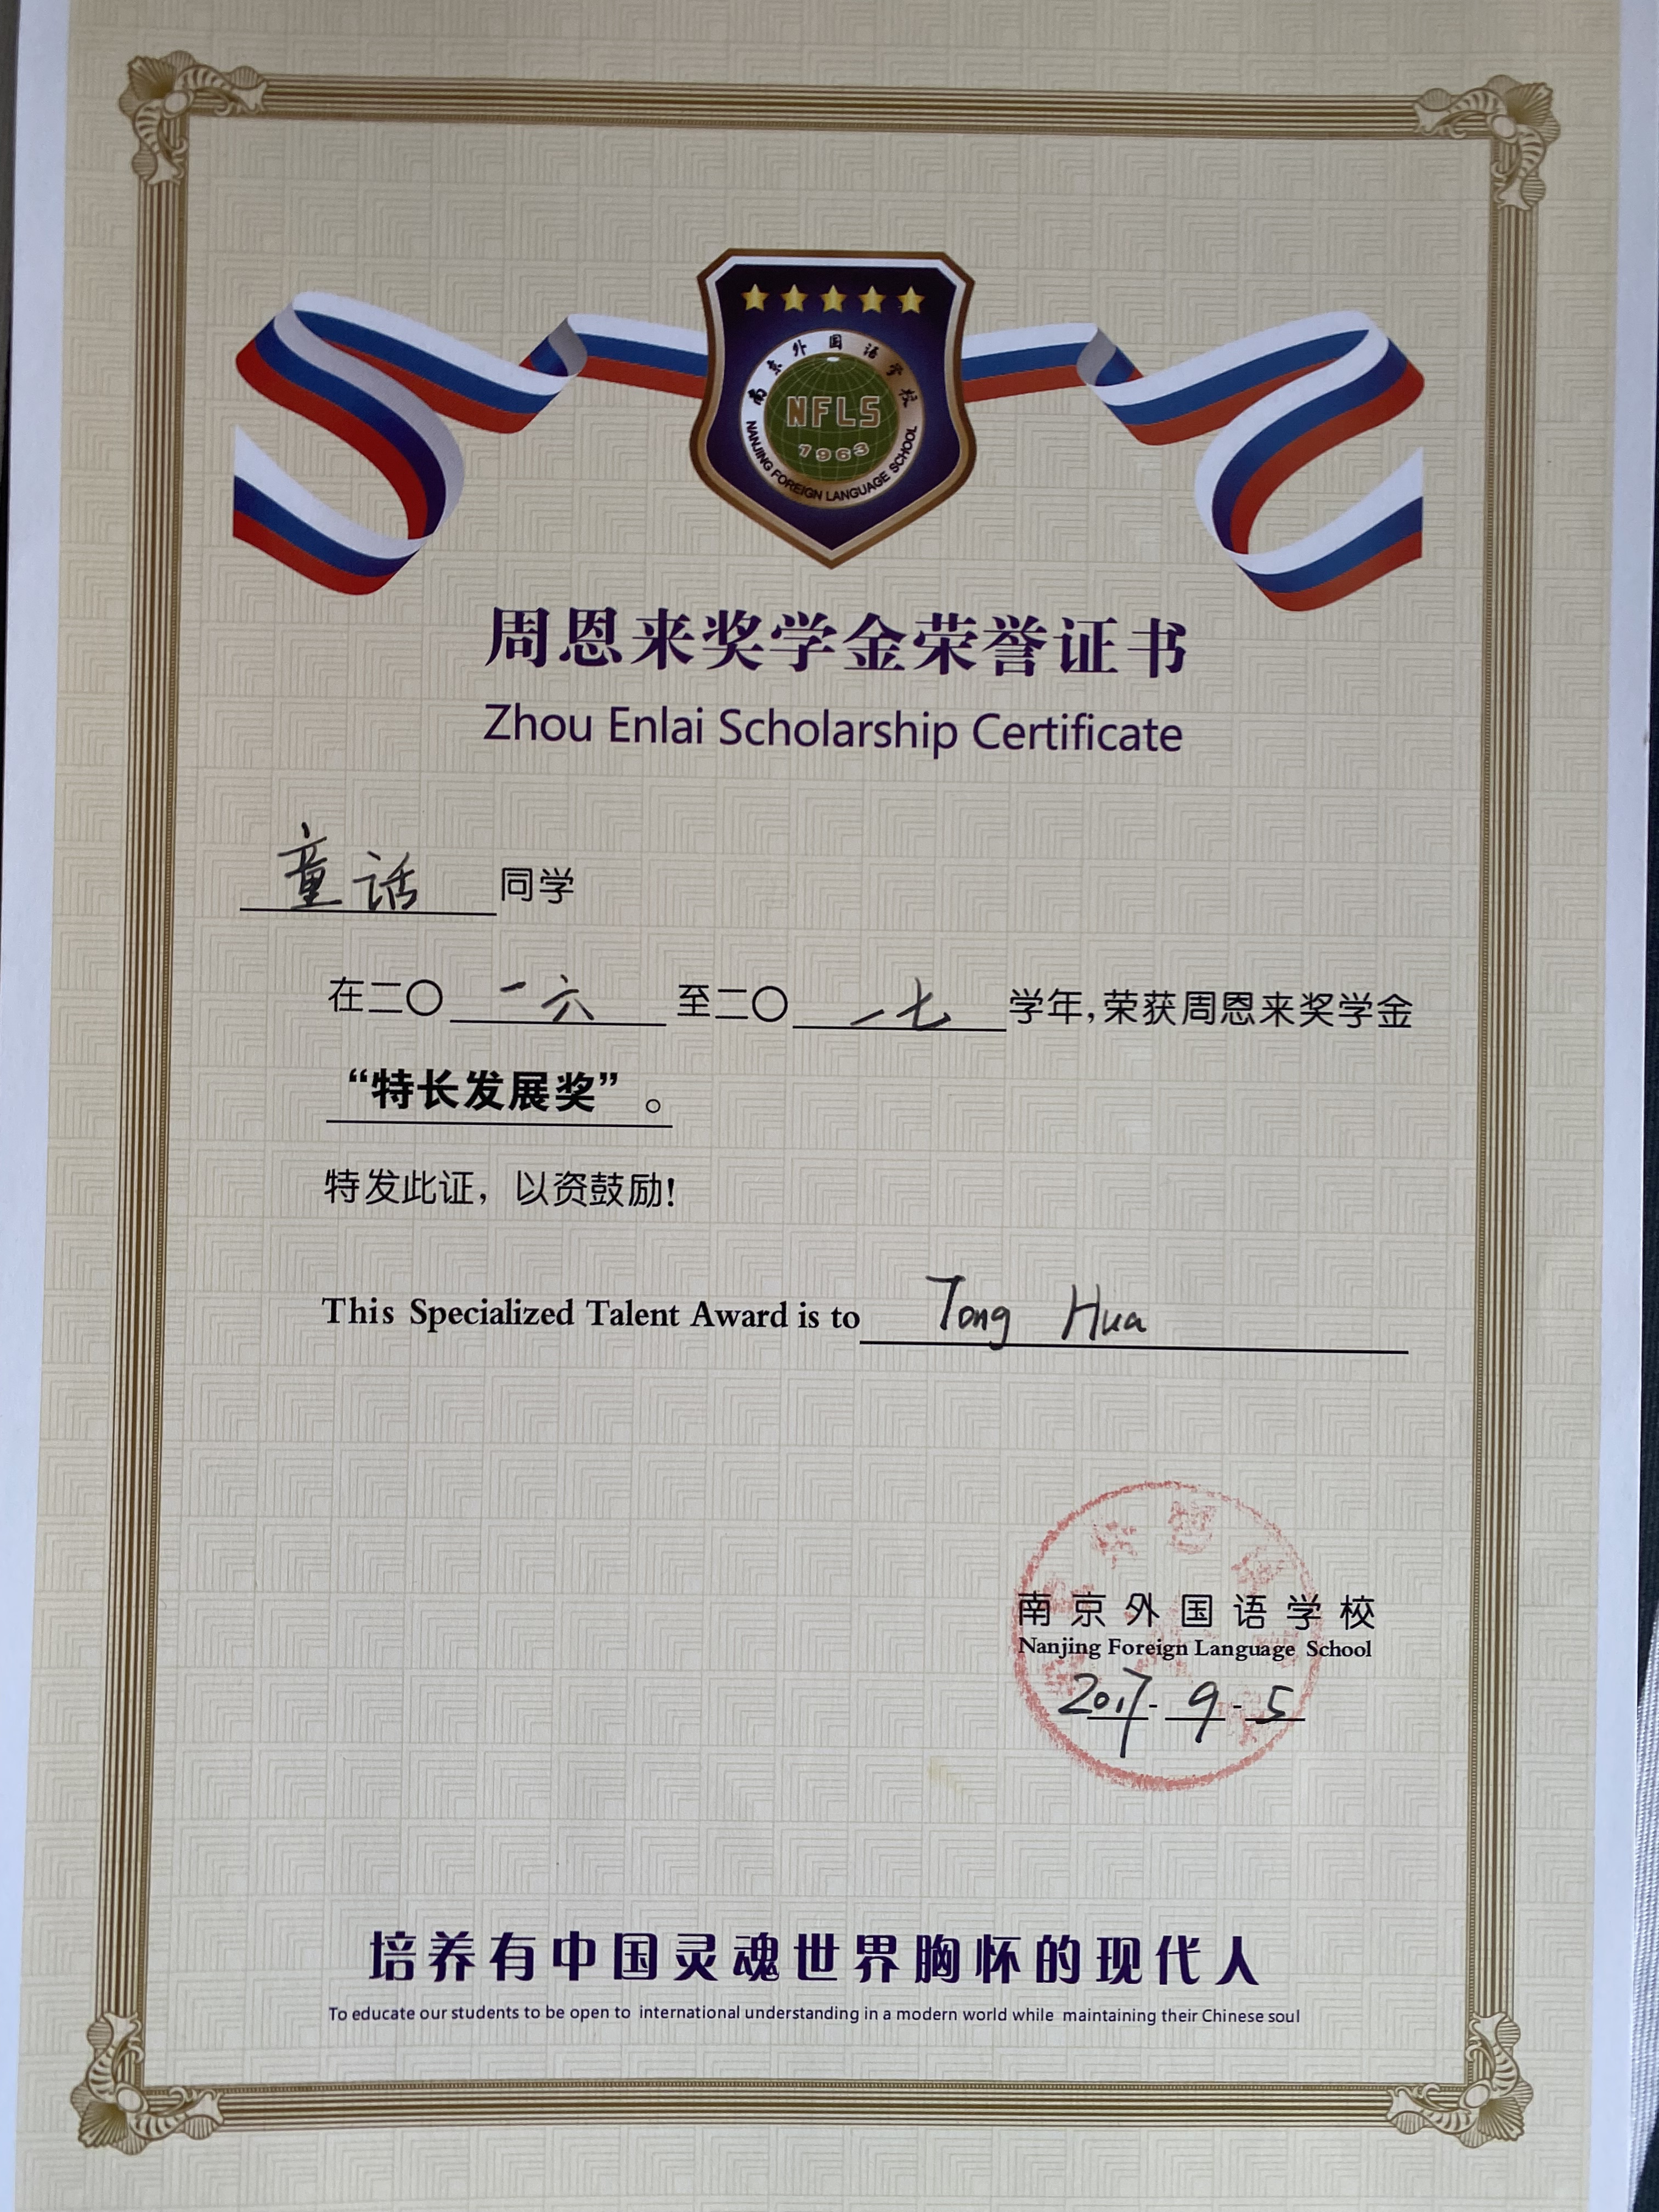 南京外国语学校
NFLS
1963
NANJING FOREIGN LANGUAGE SCHOOL
周恩来奖学金荣誉证书
Zhou Enlai Scholarship Certificate
童话同学
在二〇一六至二〇一七学年,荣获周恩来奖学金
“特长发展奖”。
特发此证，以资鼓励!
This Specialized Talent Award is to Tong Hua
南京外国语学校
Nanjing Foreign Language School
2017-9-5
培养有中国灵魂世界胸怀的现代人
To educate our students to be open to international understanding in a modern world while maintaining their Chinese soul